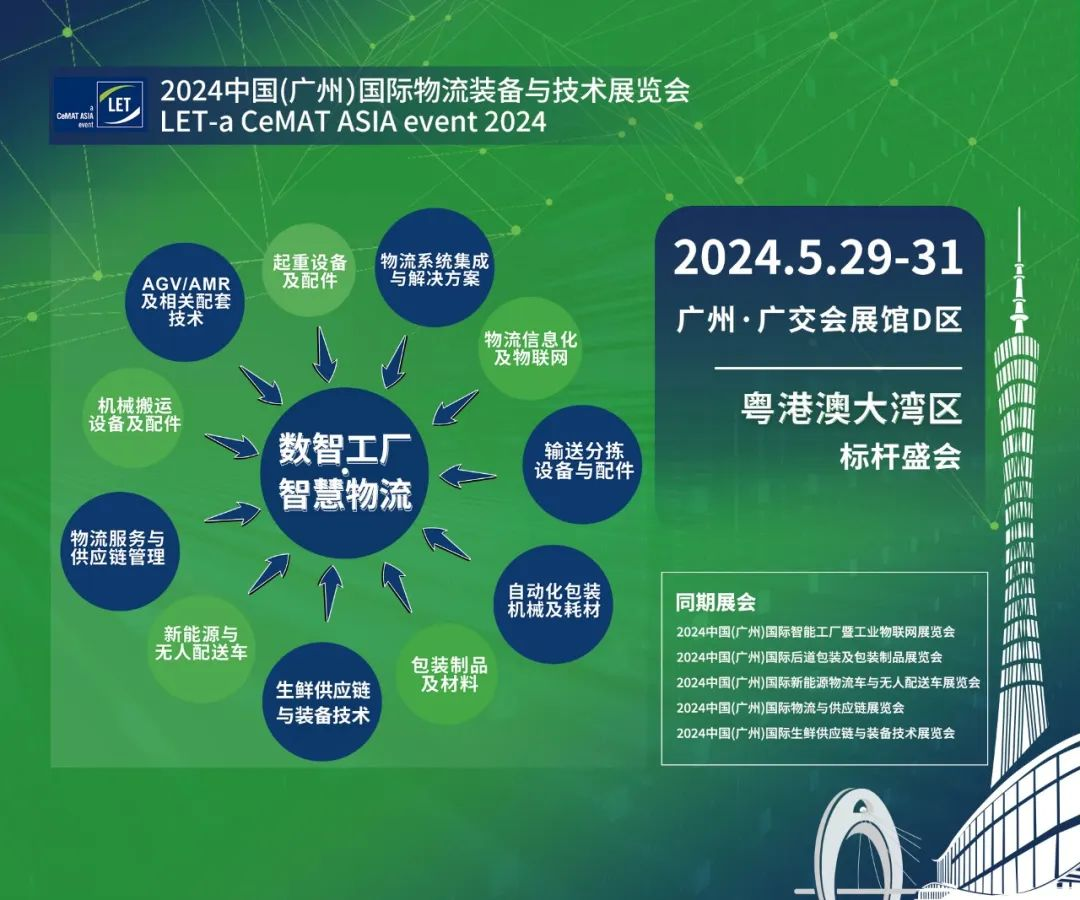 a
CeMAT ASIA
event
LET
2024中国(广州)国际物流装备与技术展览会
LET-a CeMAT ASIA event 2024
AGV/AMR
及相关配套
技术
起重设备
及配件
物流系统集成
与解决方案
物流信息化
及物联网
输送分拣
设备与配件
自动化包装
机械及耗材
包装制品
及材料
生鲜供应链
与装备技术
新能源与
无人配送车
物流服务与
供应链管理
机械搬运
设备及配件
数智工厂
·
智慧物流
2024.5.29-31
广州·广交会展馆D区
粤港澳大湾区
标杆盛会
同期展会
2024中国(广州)国际智能工厂暨工业物联网展览会
2024中国(广州)国际后道包装及包装制品展览会
2024中国(广州)国际新能源物流车与无人配送车展览会
2024中国(广州)国际物流与供应链展览会
2024中国(广州)国际生鲜供应链与装备技术展览会